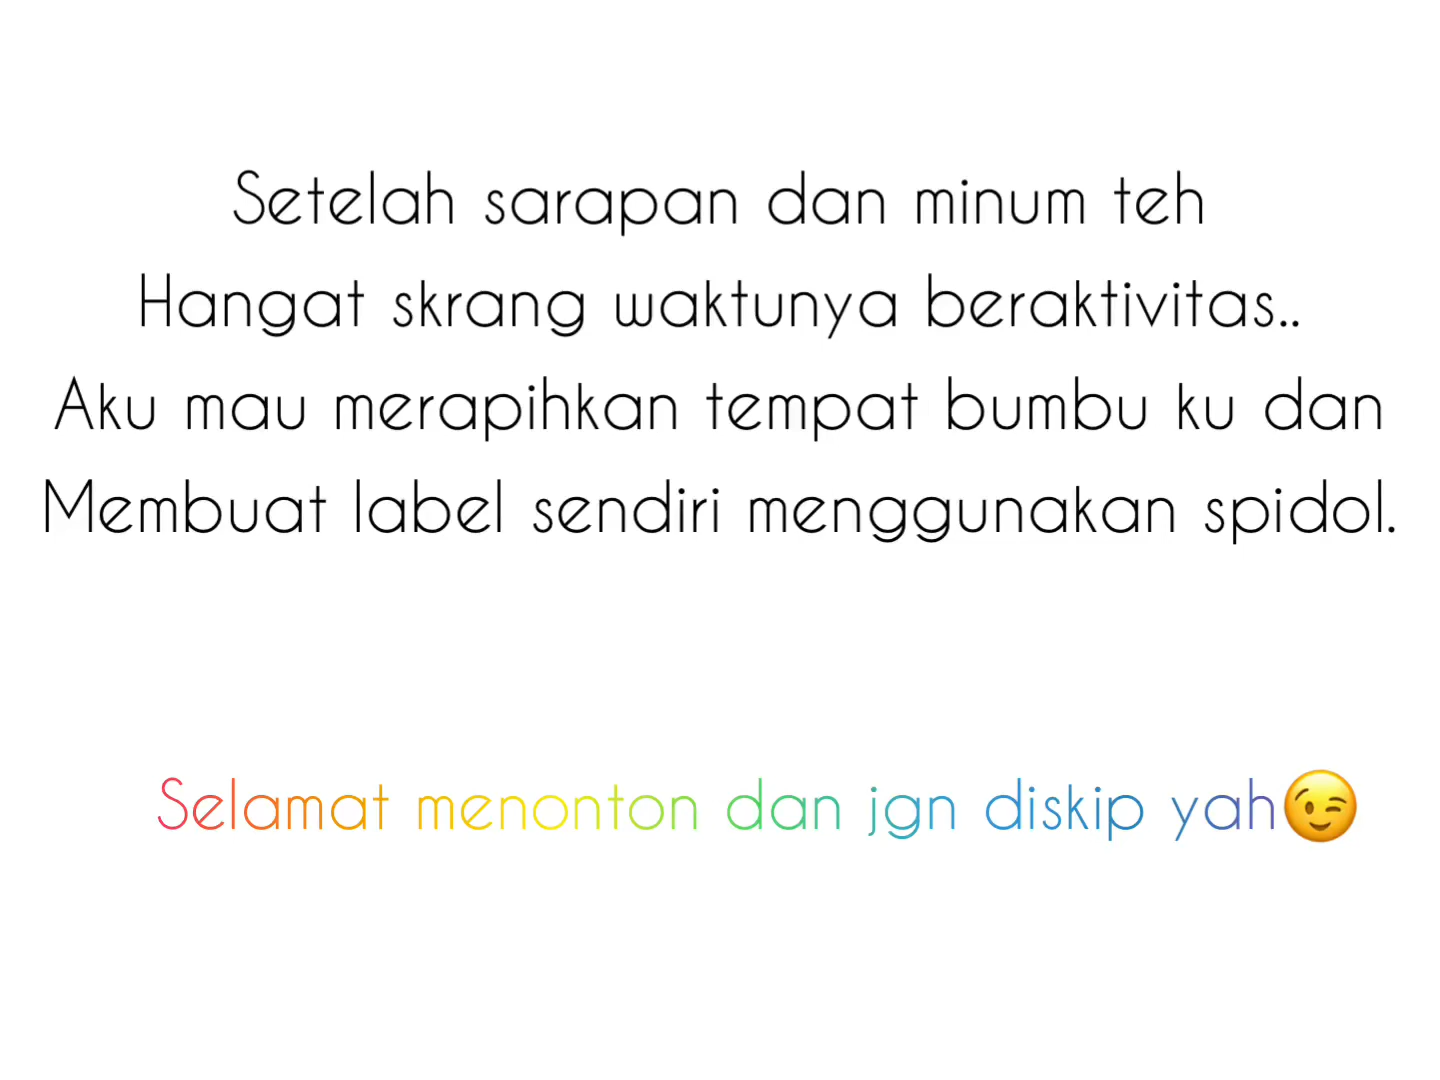 Setelah sarapan dan minum teh
Hangat skrang waktunya beraktivitas..
Aku mau merapihkan tempat bumbu ku dan
Membuat label sendiri menggunakan spidol.
Selamat menonton dan jgn diskip yah😉